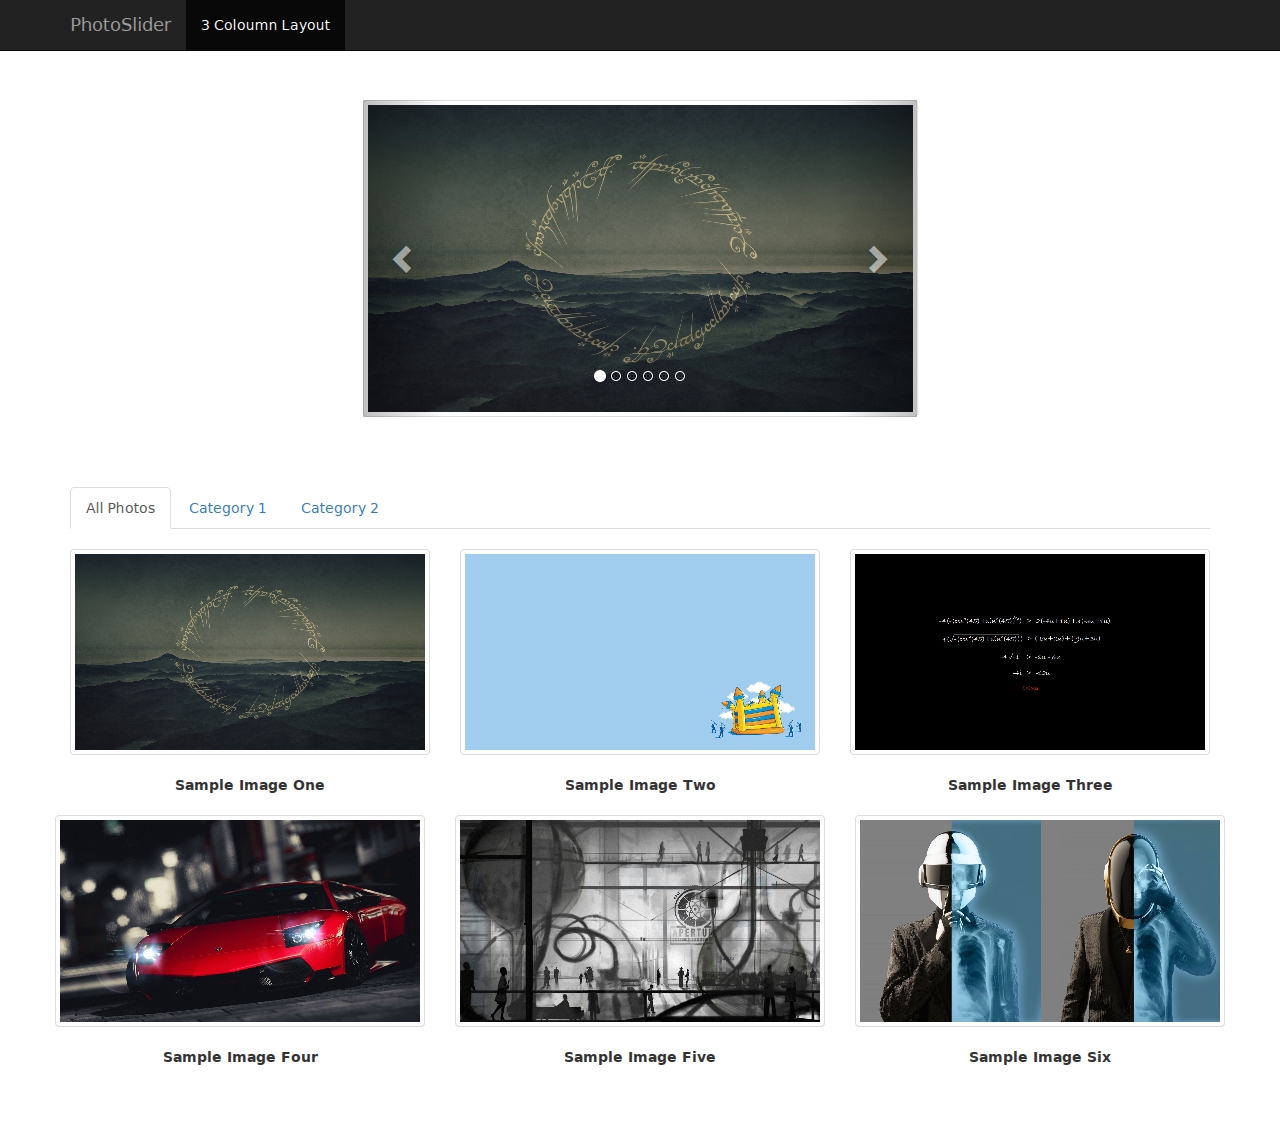 PhotoSlider 3 Coloumn Layout
All Photos Category 1 Category 2
Sample Image One Sample Image Two Sample Image Three
APERTURE
Sample Image Four Sample Image Five Sample Image Six